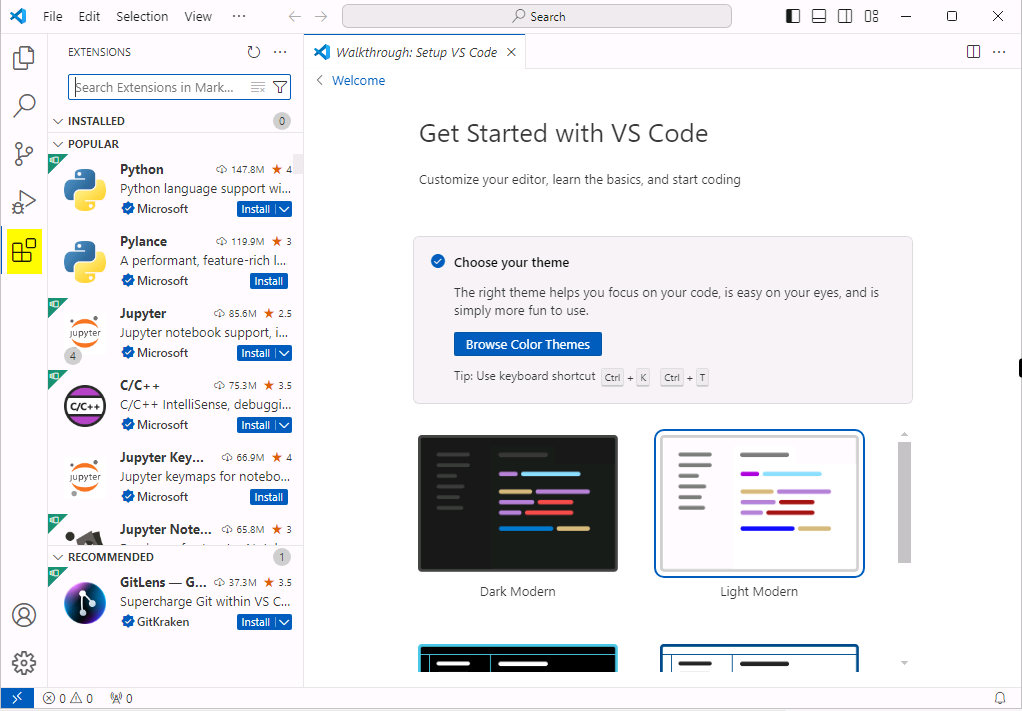 File Edit Selection View ··· Search
EXTENSIONS
Search Extensions in Mark...
INSTALLED 0
POPULAR
Python 147.8M ★ 4
Python language support wi...
Microsoft Install
Pylance 119.9M ★ 3
A performant, feature-rich l...
Microsoft Install
jupyter
4
Jupyter 85.6M ★ 2.5
Jupyter notebook support, i...
Microsoft Install
C/C++
C/C++ 75.3M ★ 3.5
C/C++ IntelliSense, debuggi...
Microsoft Install
jupyter
Jupyter Key... 66.9M ★ 4
Jupyter keymaps for notebo...
Microsoft Install
Jupyter Note... 65.8M ★ 3
RECOMMENDED 1
GitLens — G... 37.3M ★ 3.5
Supercharge Git within VS C...
GitKraken Install
Walkthrough: Setup VS Code
Welcome
Get Started with VS Code
Customize your editor, learn the basics, and start coding
Choose your theme
The right theme helps you focus on your code, is easy on your eyes, and is
simply more fun to use.
Browse Color Themes
Tip: Use keyboard shortcut Ctrl + K Ctrl + T
Dark Modern Light Modern
0 0 0